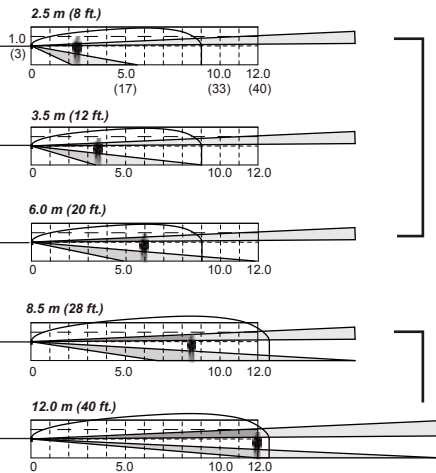 2.5 m (8 ft.)
1.0
(3)
0 5.0 10.0 12.0
(17) (33) (40)
3.5 m (12 ft.)
0 5.0 10.0 12.0
6.0 m (20 ft.)
0 5.0 10.0 12.0
8.5 m (28 ft.)
0 5.0 10.0 12.0
12.0 m (40 ft.)
0 5.0 10.0 12.0